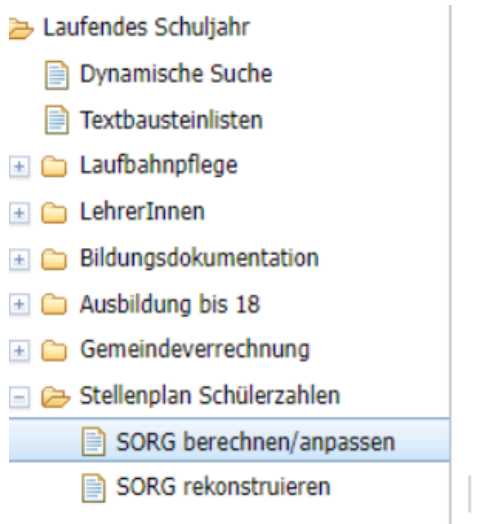 Laufendes Schuljahr
Dynamische Suche
Textbausteinlisten
Laufbahnpflege
LehrerInnen
Bildungsdokumentation
Ausbildung bis 18
Gemeindeverrechnung
Stellenplan Schülerzahlen
SORG berechnen/anpassen
SORG rekonstruieren